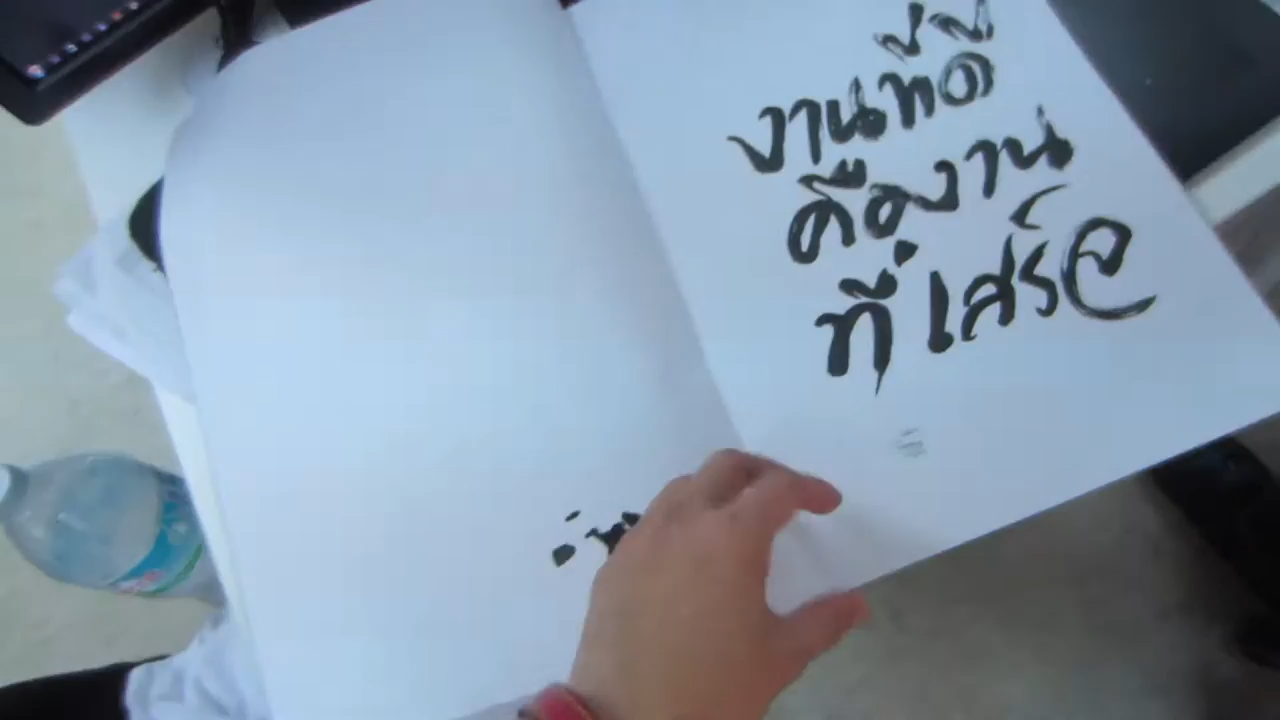 งานที่ดี
คืองาน
ที่เสร์จ